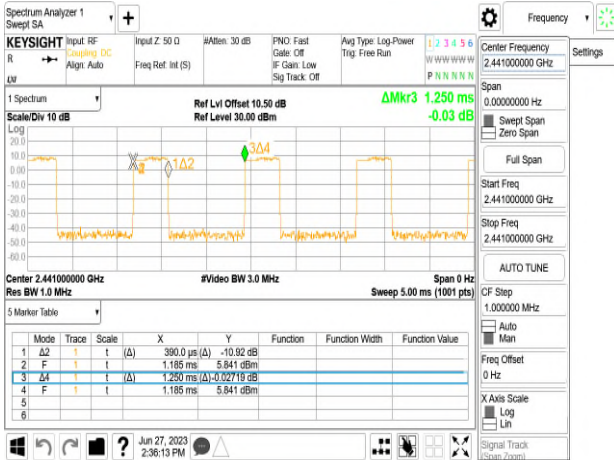 Spectrum Analyzer 1
Swept SA
+
Frequency
KEYSIGHT
Input: RF
Coupling: DC
Align: Auto
Input Z: 50 Ω
Freq Ref: Int (S)
#Atten: 30 dB
PNO: Fast
Gate: Off
IF Gain: Low
Sig Track: Off
Avg Type: Log-Power
Trig: Free Run
1 2 3 4 5 6
W W W W W W
P N N N N N
R
LXI
Center Frequency
2.441000000 GHz
Settings
Span
0.00000000 Hz
Swept Span
Zero Span
Full Span
Start Freq
2.441000000 GHz
Stop Freq
2.441000000 GHz
AUTO TUNE
CF Step
1.000000 MHz
Auto
Man
Freq Offset
0 Hz
X Axis Scale
Log
Lin
Signal Track
(Span Zoom)
1 Spectrum
Scale/Div 10 dB
Ref Lvl Offset 10.50 dB
Ref Level 30.00 dBm
ΔMkr3 1.250 ms
-0.03 dB
Log
20.0
10.0
0.00
-10.0
-20.0
-30.0
-40.0
-50.0
-60.0
1Δ2
3Δ4
Center 2.441000000 GHz
Res BW 1.0 MHz
#Video BW 3.0 MHz
Span 0 Hz
Sweep 5.00 ms (1001 pts)
5 Marker Table
Mode Trace Scale X Y Function Function Width Function Value
1 Δ2 1 t (Δ) 390.0 µs (Δ) -10.92 dB
2 F 1 t 1.185 ms 5.841 dBm
3 Δ4 1 t (Δ) 1.250 ms (Δ) -0.02719 dB
4 F 1 t 1.185 ms 5.841 dBm
5
6
?
Jun 27, 2023
2:36:13 PM